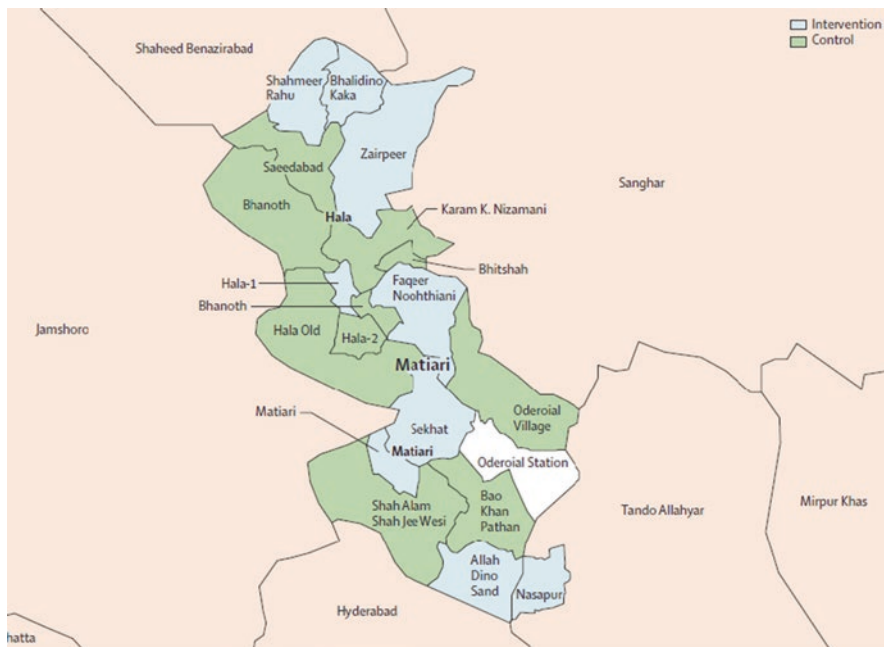 Intervention
Control
Shaheed Benazirabad
Shahmeer
Rahu
Bhalidino
Kaka
Zairpeer
Saeedabad
Sanghar
Bhanoth
Karam K. Nizamani
Hala
Bhitshah
Hala-1
Faqeer
Noohthiani
Bhanoth
Jamshoro
Hala Old
Hala-2
Matiari
Matiari
Oderoial
Village
Sekhat
Matiari
Oderoial Station
Shah Alam
Shah Jee Wesi
Bao
Khan
Pathan
Tando Allahyar
Mirpur Khas
Allah
Dino
Sand
Nasapur
Hyderabad
hatta